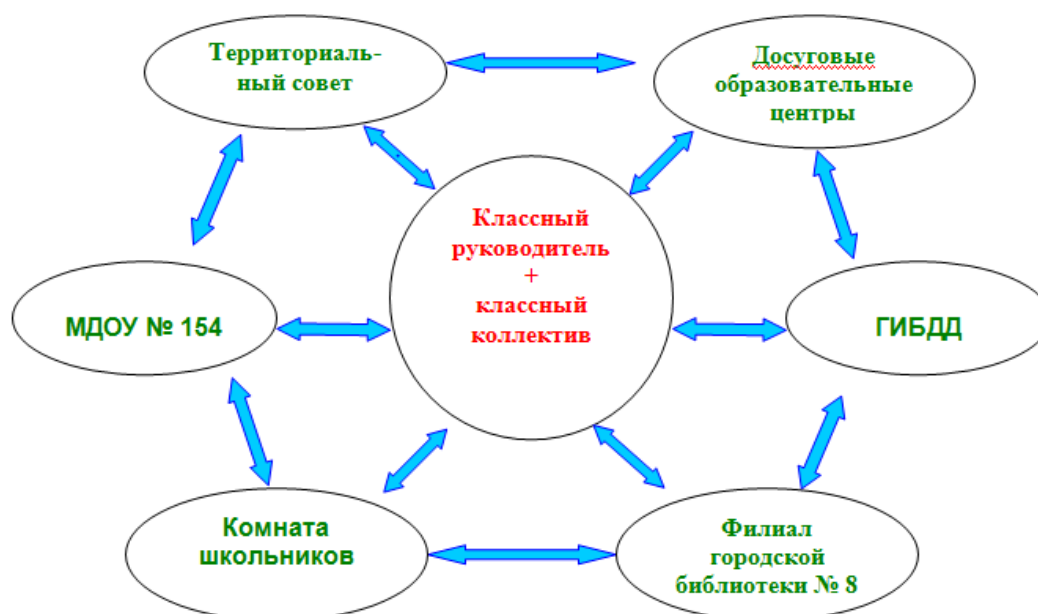 Территориаль-
ный совет
Досуговые
образовательные
центры
Классный
руководитель
+
классный
коллектив
МДОУ № 154
ГИБДД
Комната
школьников
Филиал
городской
библиотеки № 8